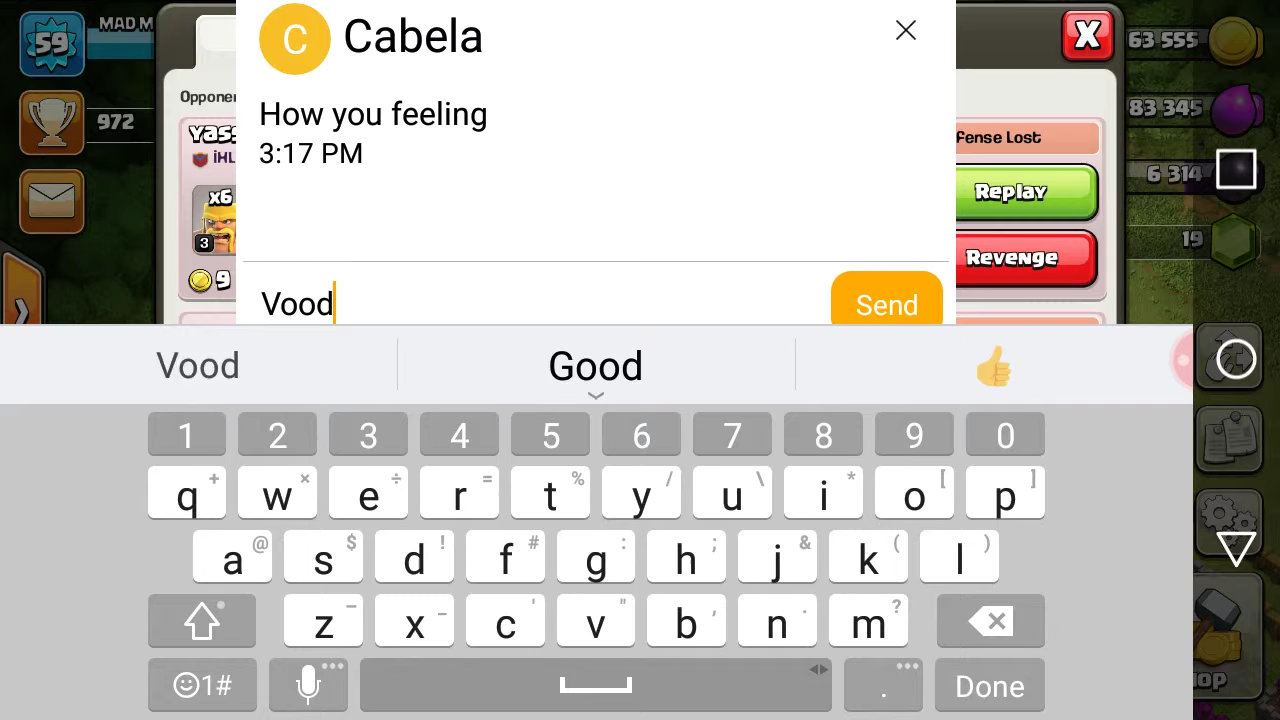 59 MAD M
C Cabela
63 555
Opponen
972
How you feeling
3:17 PM
83 345
fense Lost
Yass
iHL
x6
3
Replay
6 314
19
9
Revenge
Vood
Send
Vood Good 👍
1 2 3 4 5 6 7 8 9 0
q + w × e ÷ r = t % y / u \ i * o [ p ]
a @ s $ d ! f # g : h ; j & k ( l )
z – x _ c ' v " b , n . m ?
☺1# ... . ... Done
OP